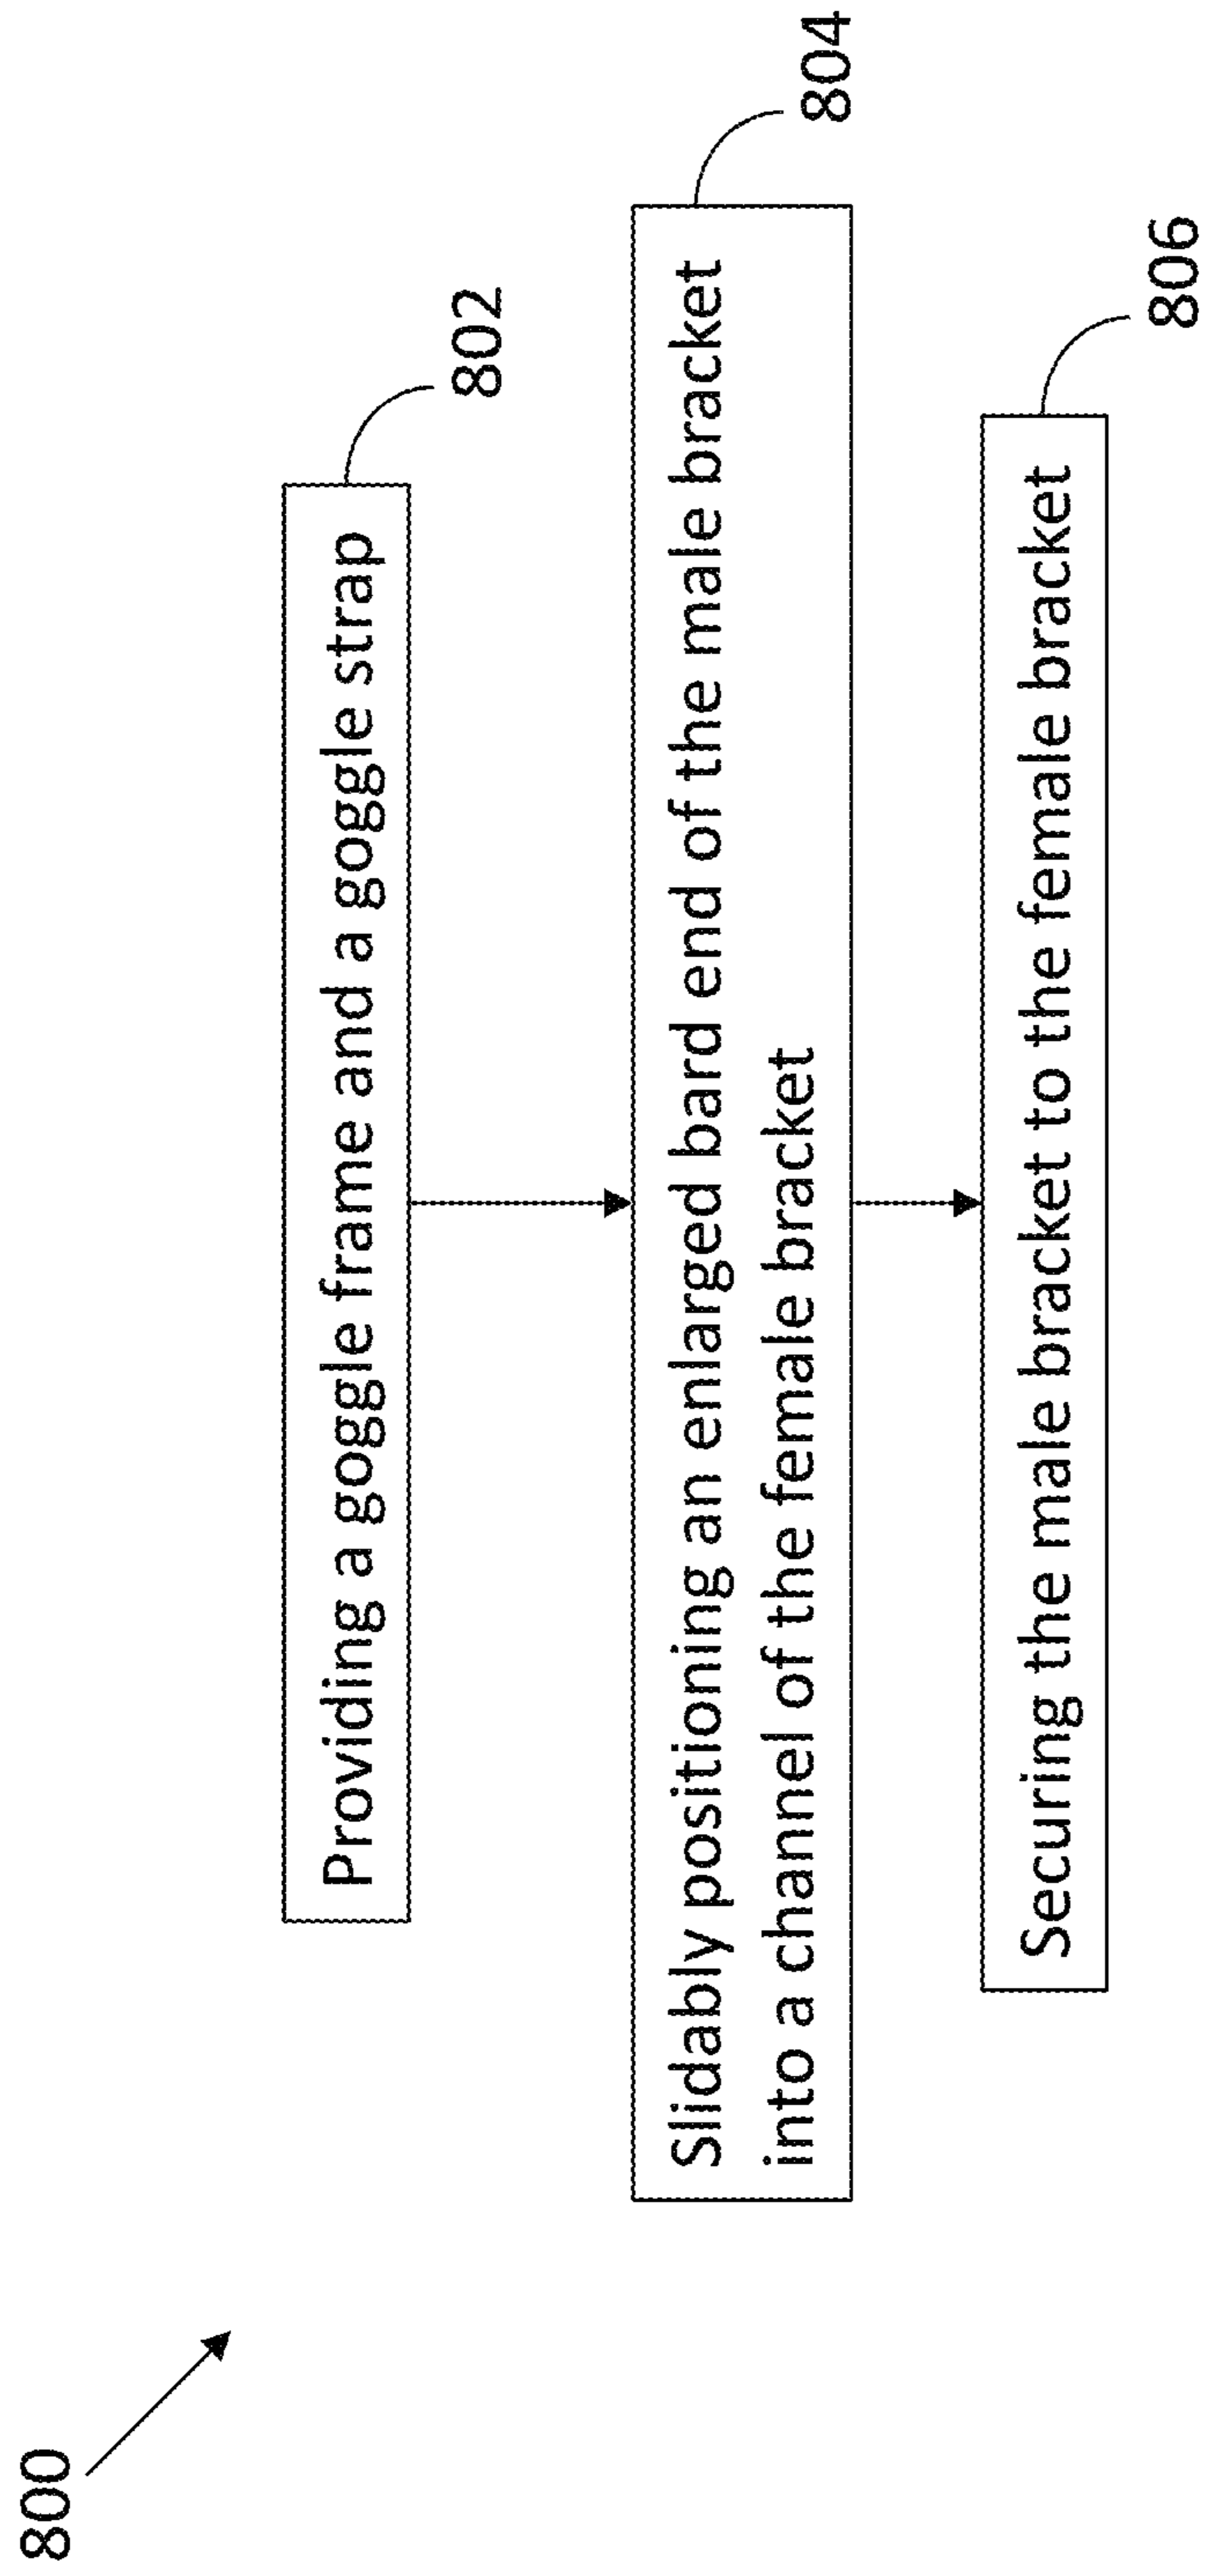 800
Providing a goggle frame and a goggle strap
802
Slidably positioning an enlarged bard end of the male bracket
into a channel of the female bracket
804
Securing the male bracket to the female bracket
806